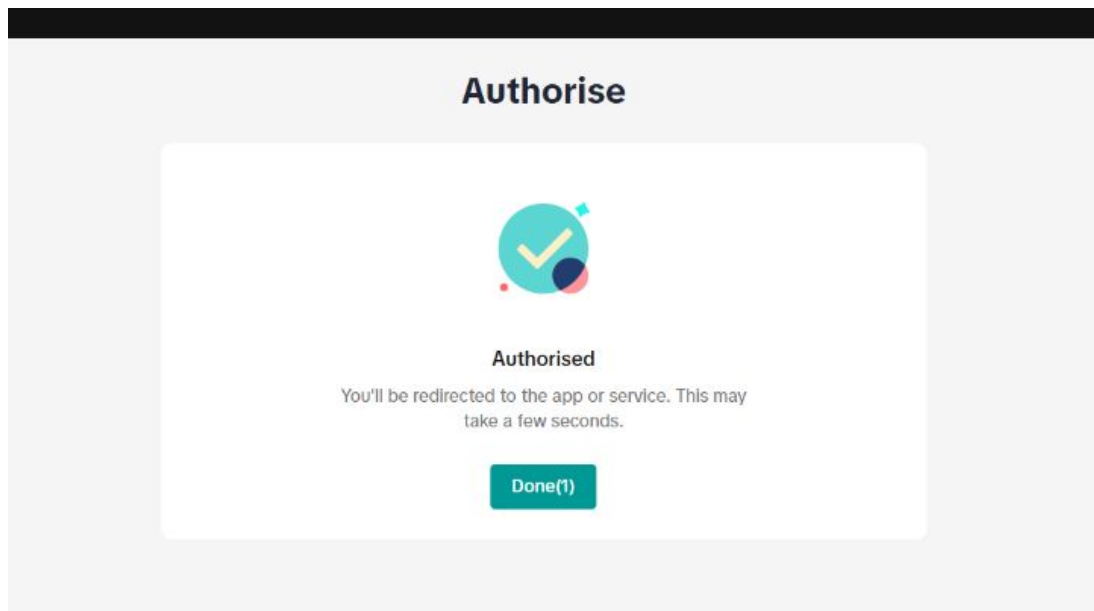 Authorise
Authorised
You'll be redirected to the app or service. This may
take a few seconds.
Done(1)